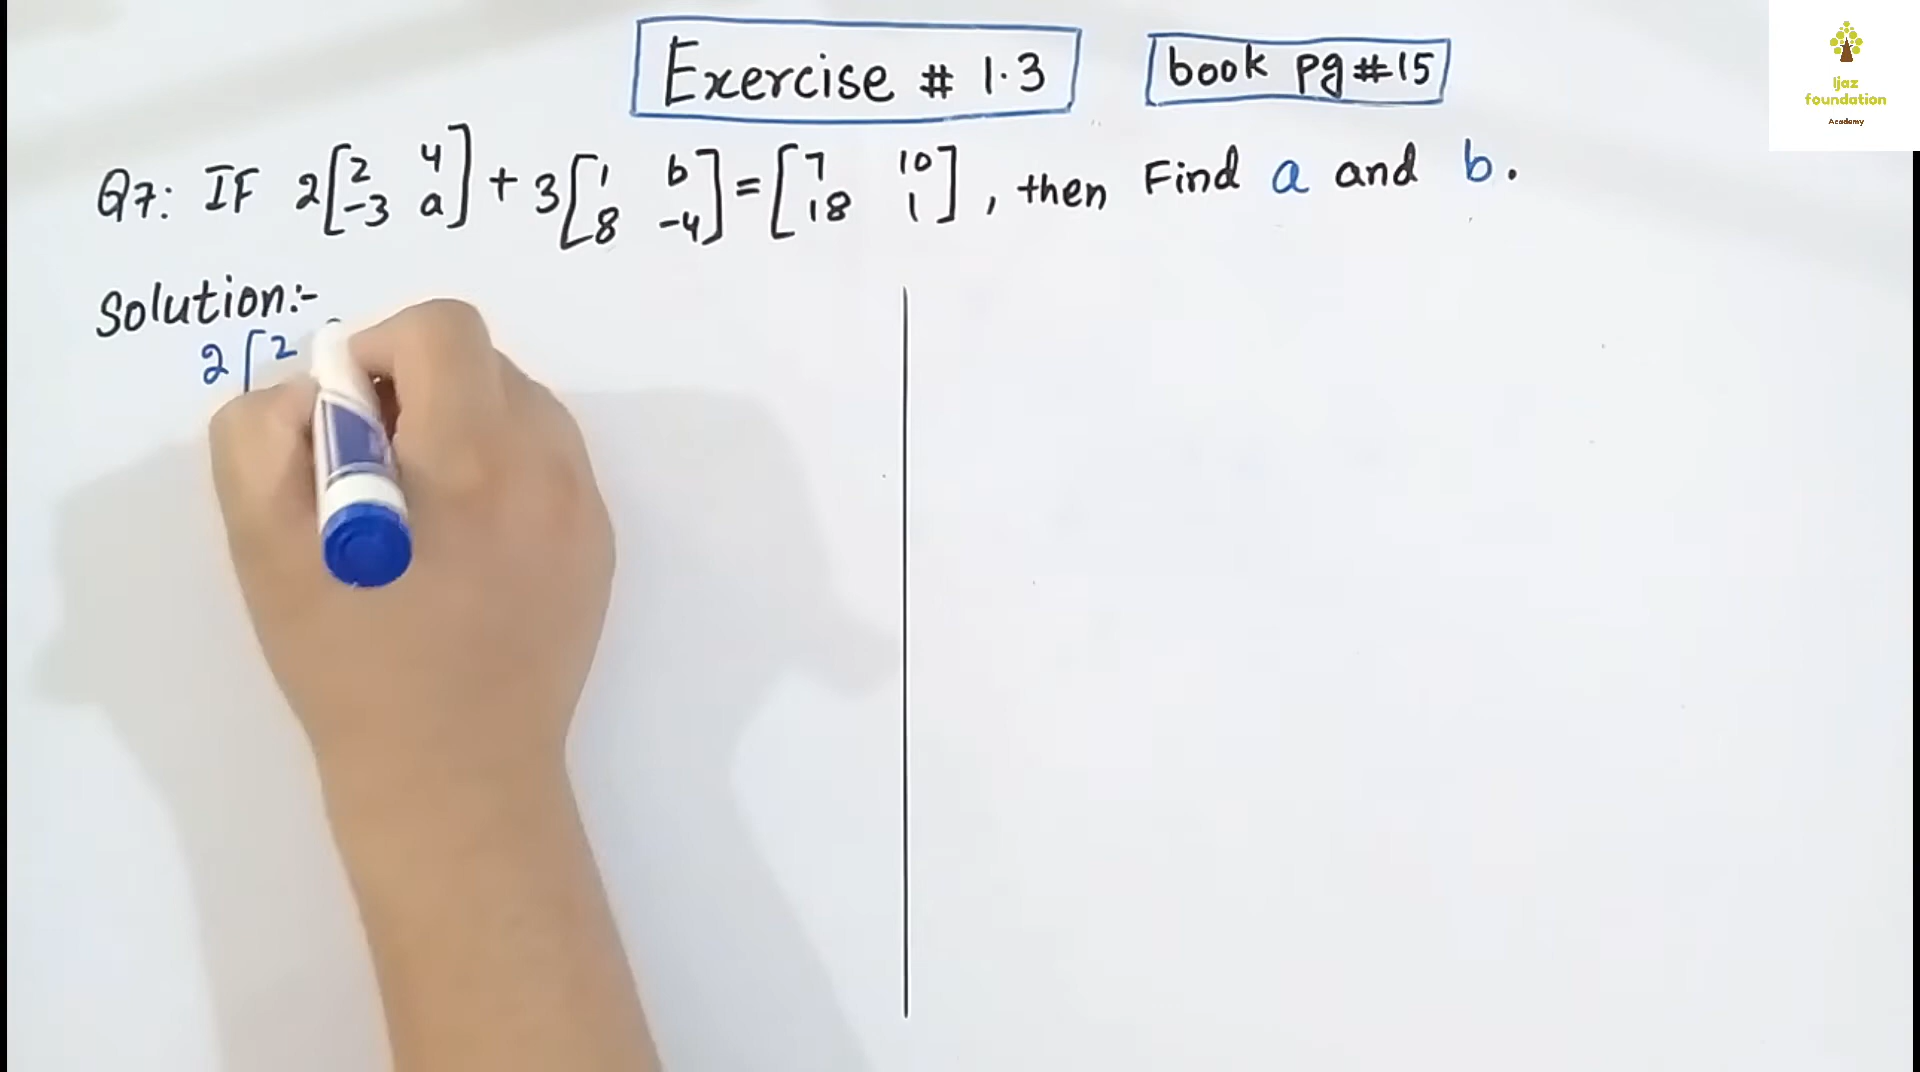 Exercise # 1.3
book pg#15
Ijaz
foundation
Academy
Q7: IF 2[2 4] + 3[1 b] = [7 10], then Find a and b.
[-3 a] [8 -4] [18 1]
Solution:-
2[2